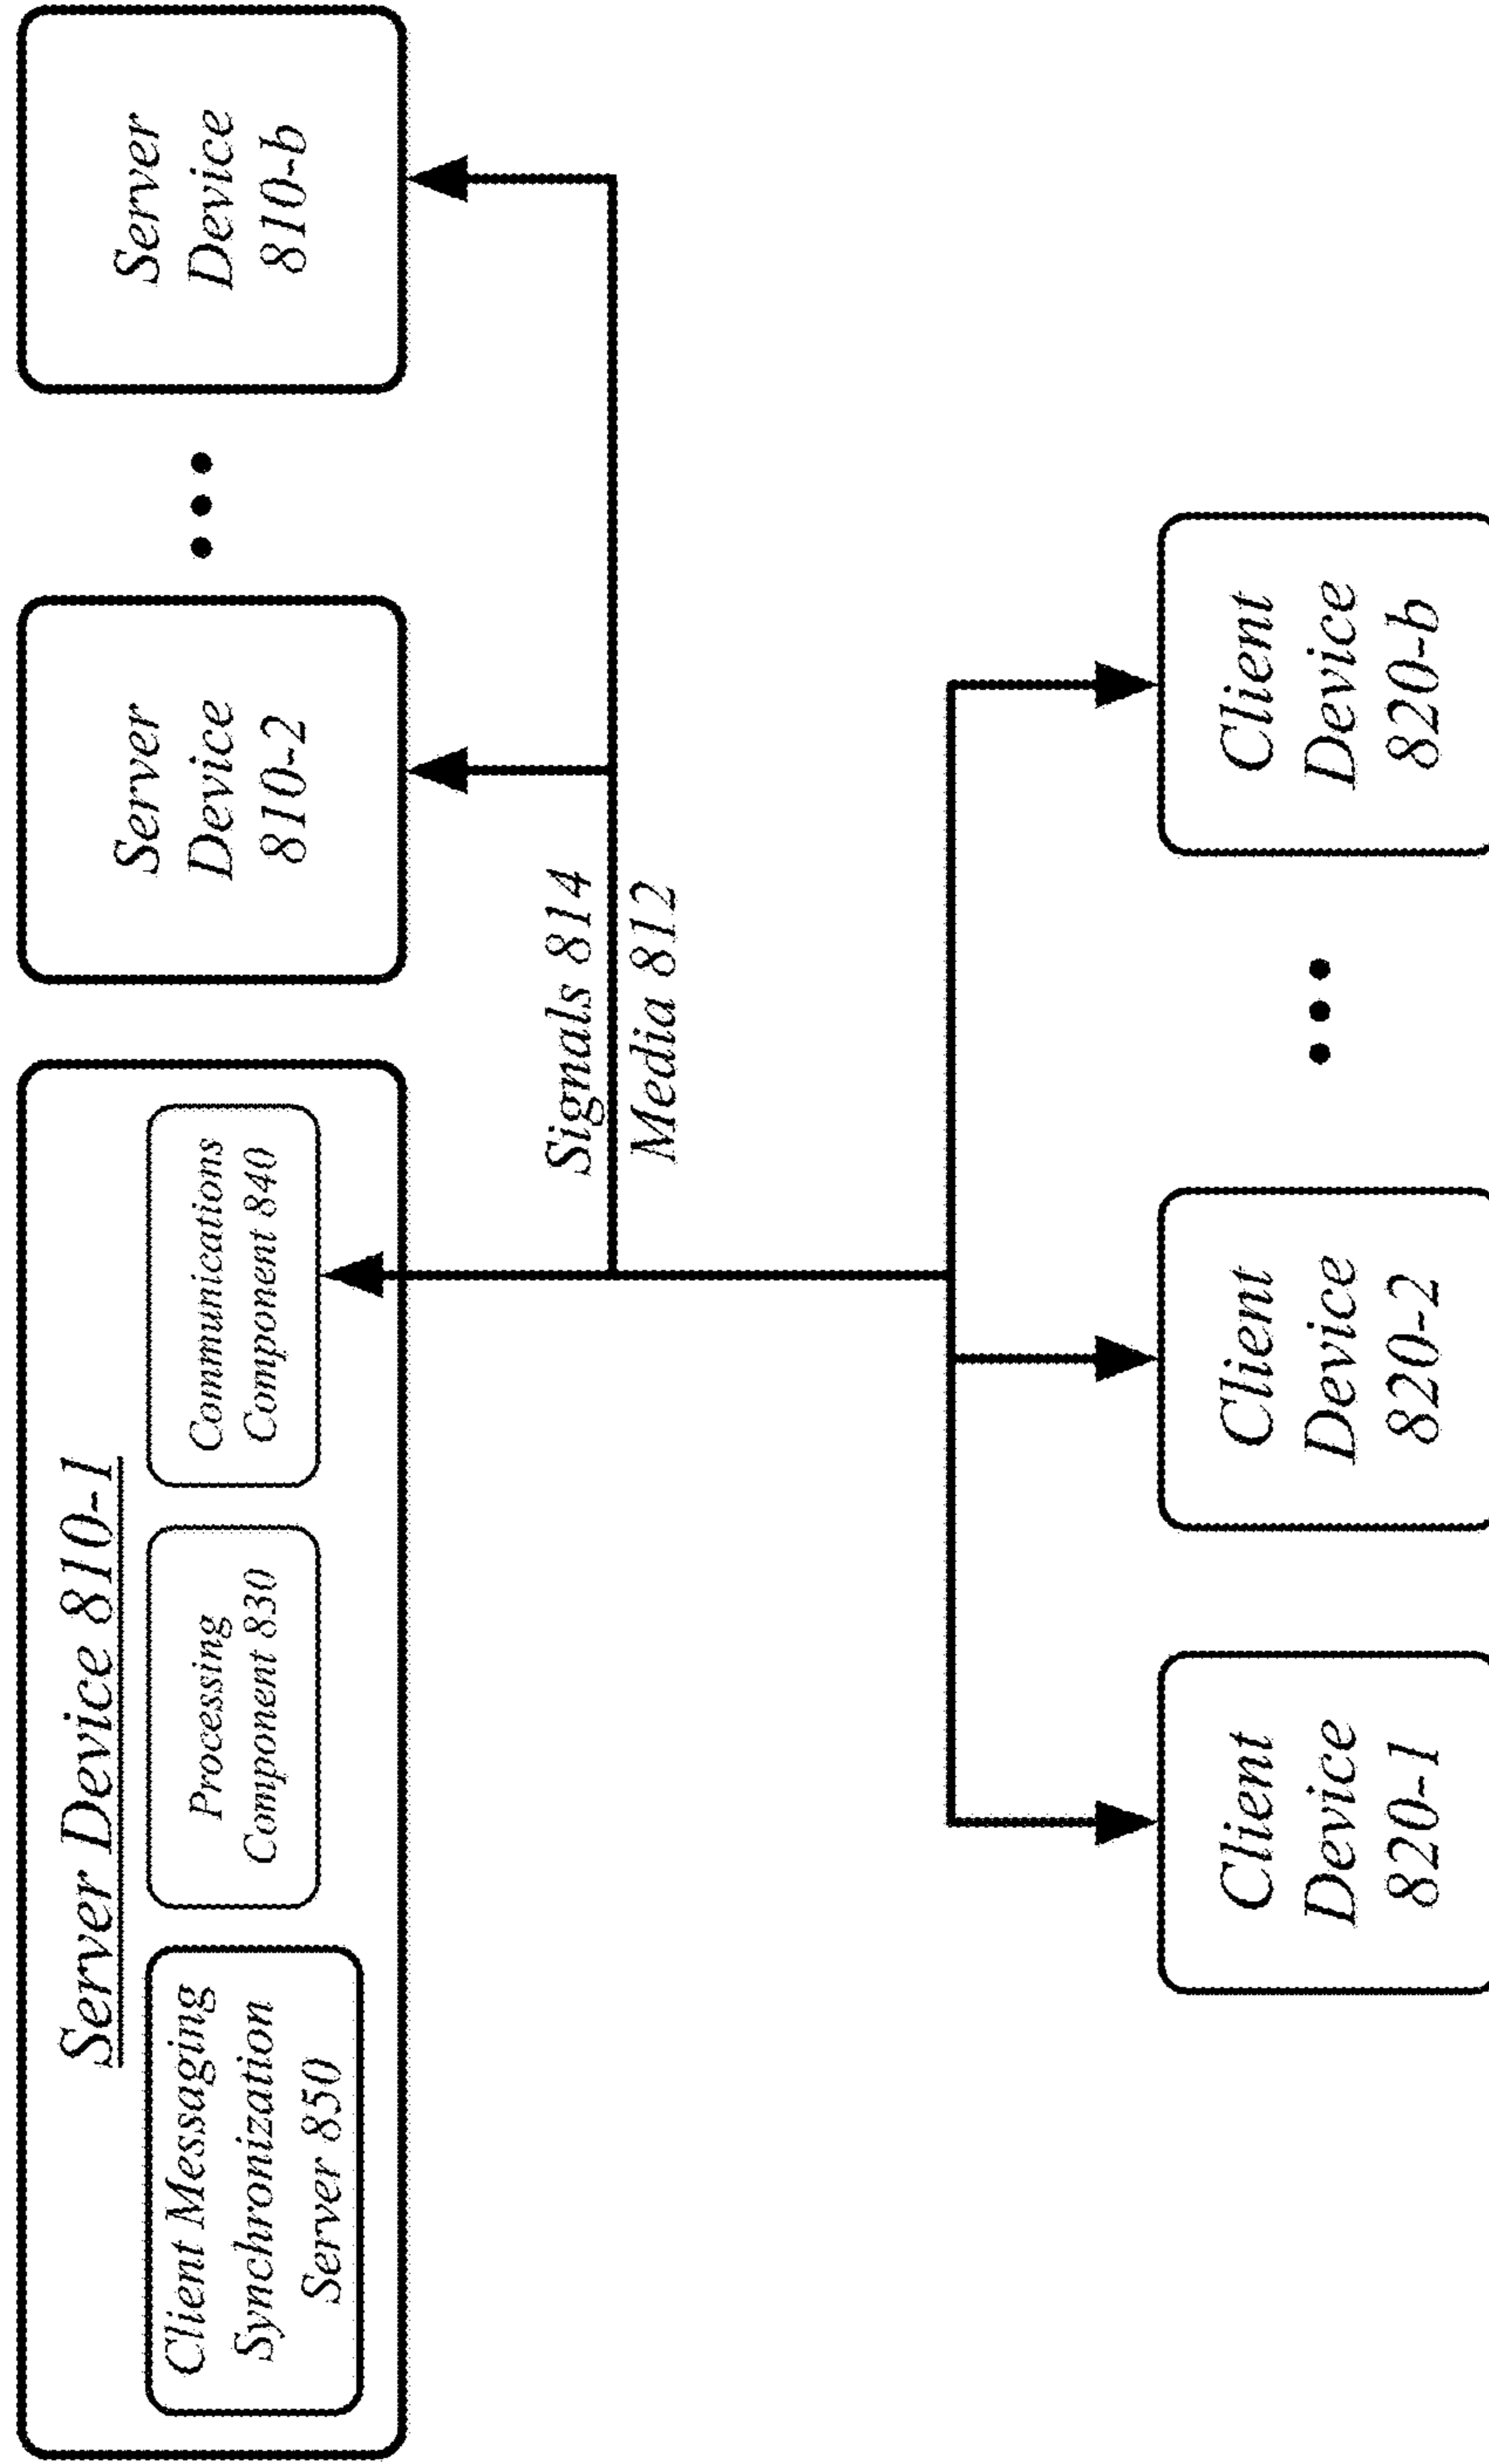 Server Device 810-1
Client Messaging
Synchronization
Server 850
Processing
Component 830
Communications
Component 840
Server
Device
810-2
Server
Device
810-b
Signals 814
Media 812
Client
Device
820-1
Client
Device
820-2
Client
Device
820-b